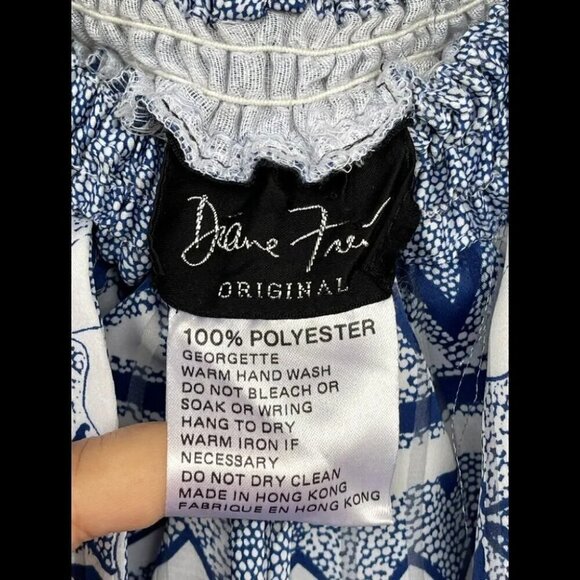 Diane Freis
ORIGINAL
100% POLYESTER
GEORGETTE
WARM HAND WASH
DO NOT BLEACH OR
SOAK OR WRING
HANG TO DRY
WARM IRON IF
NECESSARY
DO NOT DRY CLEAN
MADE IN HONG KONG
FABRIQUE EN HONG KONG